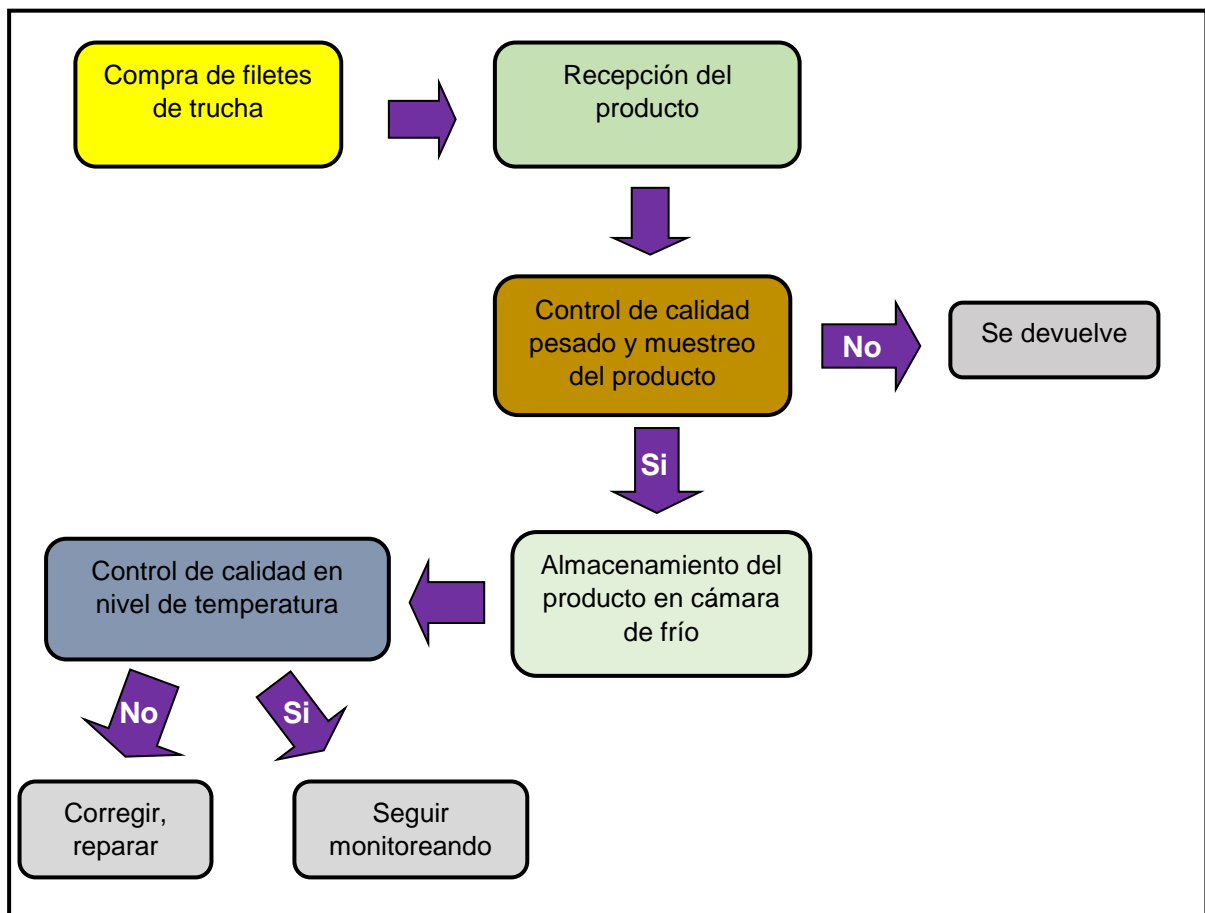 Compra de filetes
de trucha
Recepción del
producto
Control de calidad
pesado y muestreo
del producto
No
Se devuelve
Si
Almacenamiento del
producto en cámara
de frío
Control de calidad en
nivel de temperatura
No
Si
Corregir,
reparar
Seguir
monitoreando